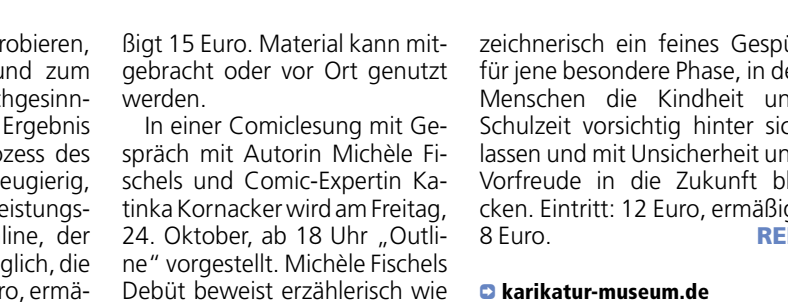 robieren,
und zum
chgesinn-
Ergebnis
ozess des
eugierig,
eistungs-
line, der
glich, die
ro, ermä-
ßigt 15 Euro. Material kann mit-
gebracht oder vor Ort genutzt
werden.
In einer Comiclesung mit Ge-
spräch mit Autorin Michèle Fi-
schels und Comic-Expertin Ka-
tinka Kornacker wird am Freitag,
24. Oktober, ab 18 Uhr „Outli-
ne“ vorgestellt. Michèle Fischels
Debüt beweist erzählerisch wie
zeichnerisch ein feines Gespü
für jene besondere Phase, in de
Menschen die Kindheit un
Schulzeit vorsichtig hinter sic
lassen und mit Unsicherheit un
Vorfreude in die Zukunft bl
cken. Eintritt: 12 Euro, ermäßig
8 Euro. RE
karikatur-museum.de